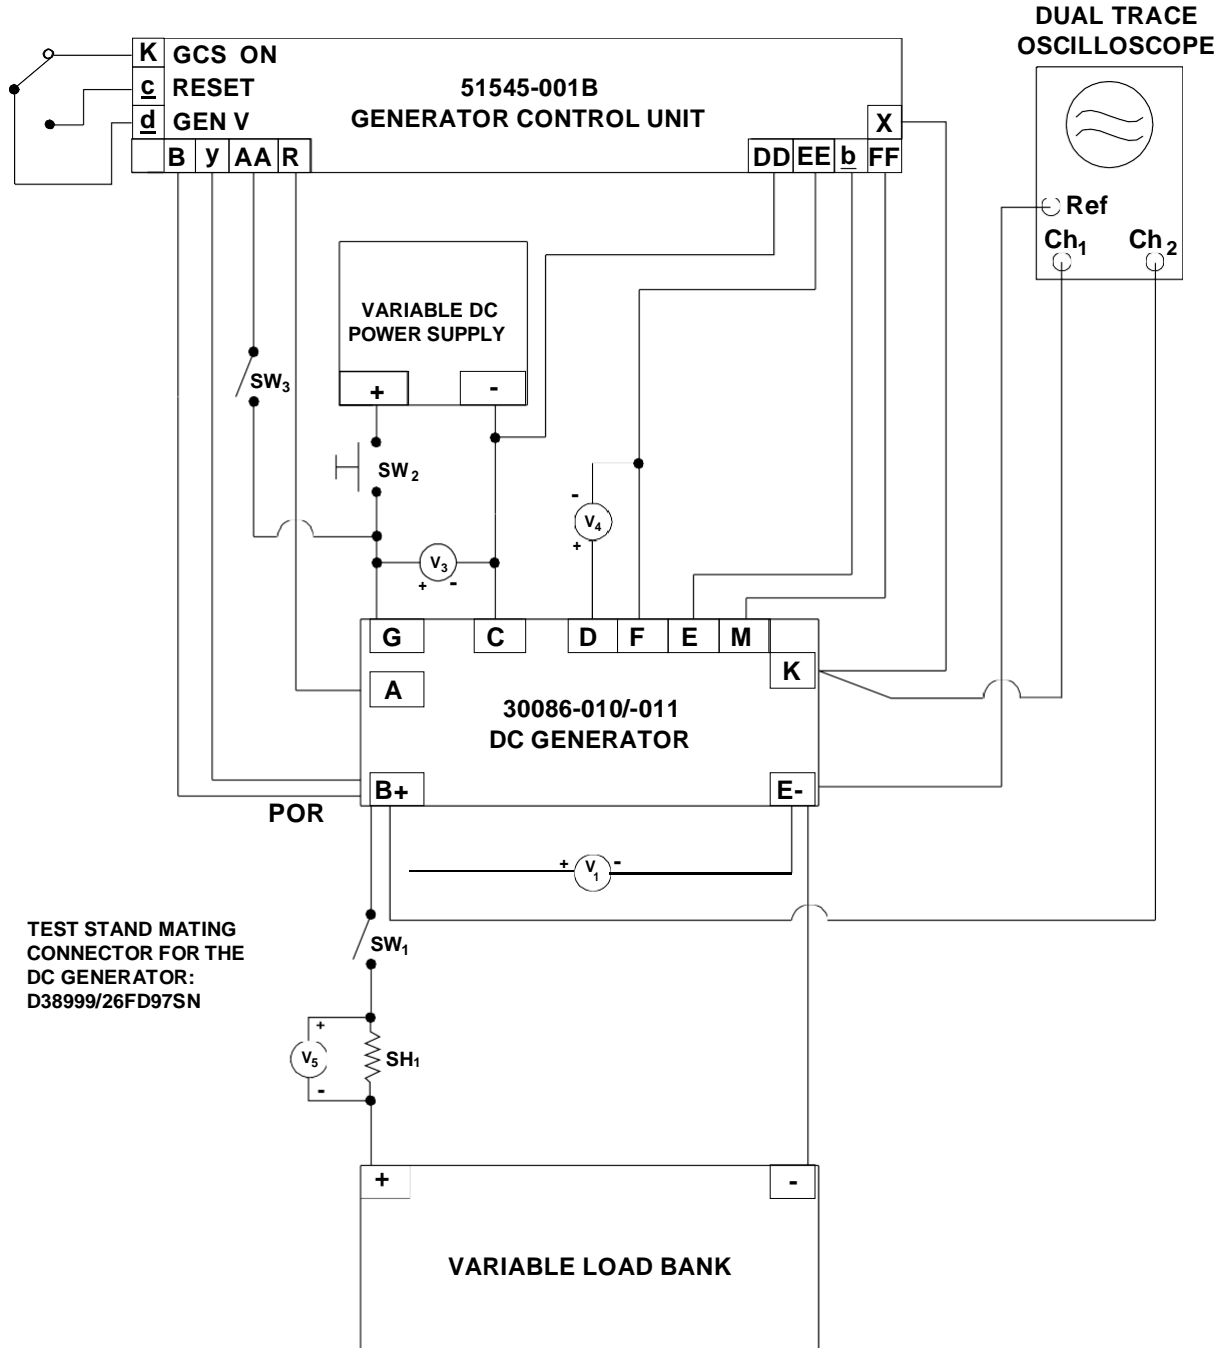 DUAL TRACE
OSCILLOSCOPE
K GCS ON
c RESET
d GEN V
51545-001B
GENERATOR CONTROL UNIT
X
B y AA R
DD EE b FF
Ref
Ch1 Ch2
VARIABLE DC
POWER SUPPLY
+ -
SW3
SW2
- V4 +
V3
+ -
G C D F E M
K
A
30086-010/-011
DC GENERATOR
B+ E-
POR
+ V1 -
TEST STAND MATING
CONNECTOR FOR THE
DC GENERATOR:
D38999/26FD97SN
SW1
+
V5 SH1
-
+ -
VARIABLE LOAD BANK